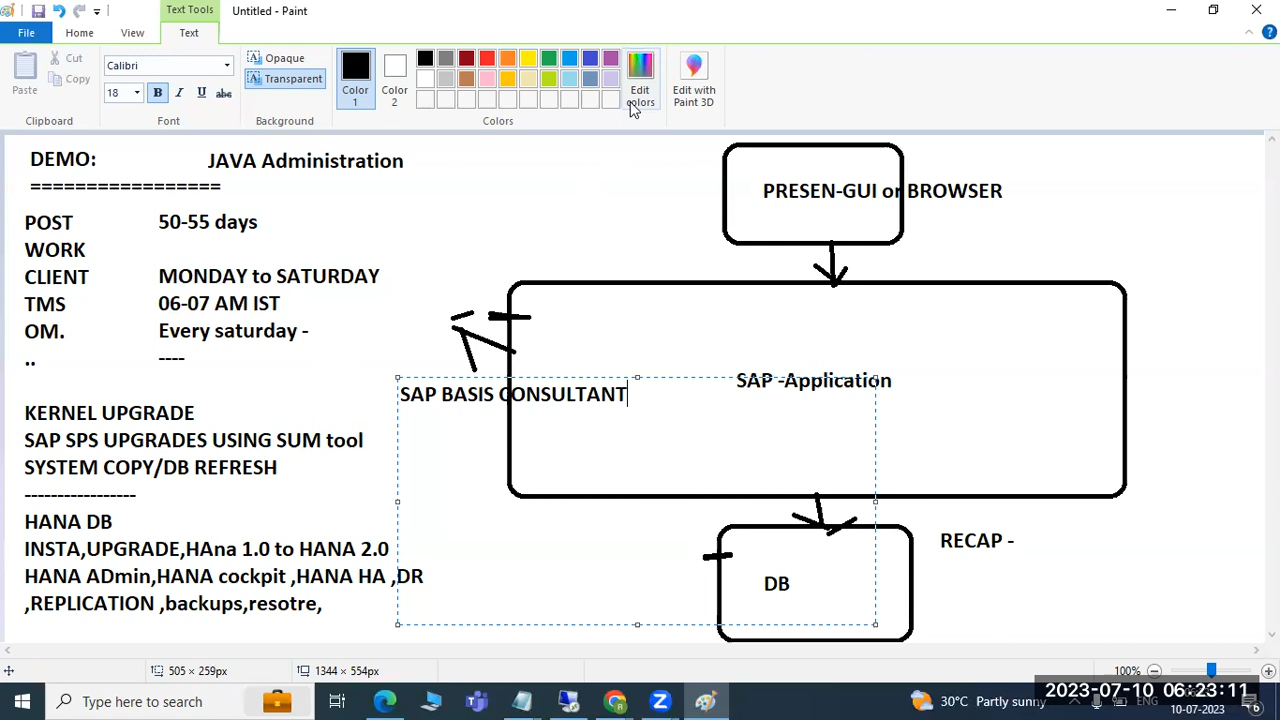 Text Tools
Untitled - Paint
File
Home
View
Text
Paste
Cut
Copy
Clipboard
Calibri
18
B
I
U
abc
Font
Opaque
Transparent
Background
Color 1
Color 2
Edit colors
Colors
Edit with Paint 3D
DEMO:
JAVA Administration
=================
POST
50-55 days
WORK
CLIENT
MONDAY to SATURDAY
TMS
06-07 AM IST
OM.
Every saturday -
..
----
KERNEL UPGRADE
SAP SPS UPGRADES USING SUM tool
SYSTEM COPY/DB REFRESH
-----------------
HANA DB
INSTA,UPGRADE,HAna 1.0 to HANA 2.0
HANA ADmin,HANA cockpit ,HANA HA ,DR
,REPLICATION ,backups,resotre,
PRESEN-GUI or BROWSER
SAP -Application
SAP BASIS CONSULTANT
DB
RECAP -
505 × 259px
1344 × 554px
100%
Type here to search
30°C Partly sunny
ENG
2023-07-10 06:23:11
10-07-2023
6